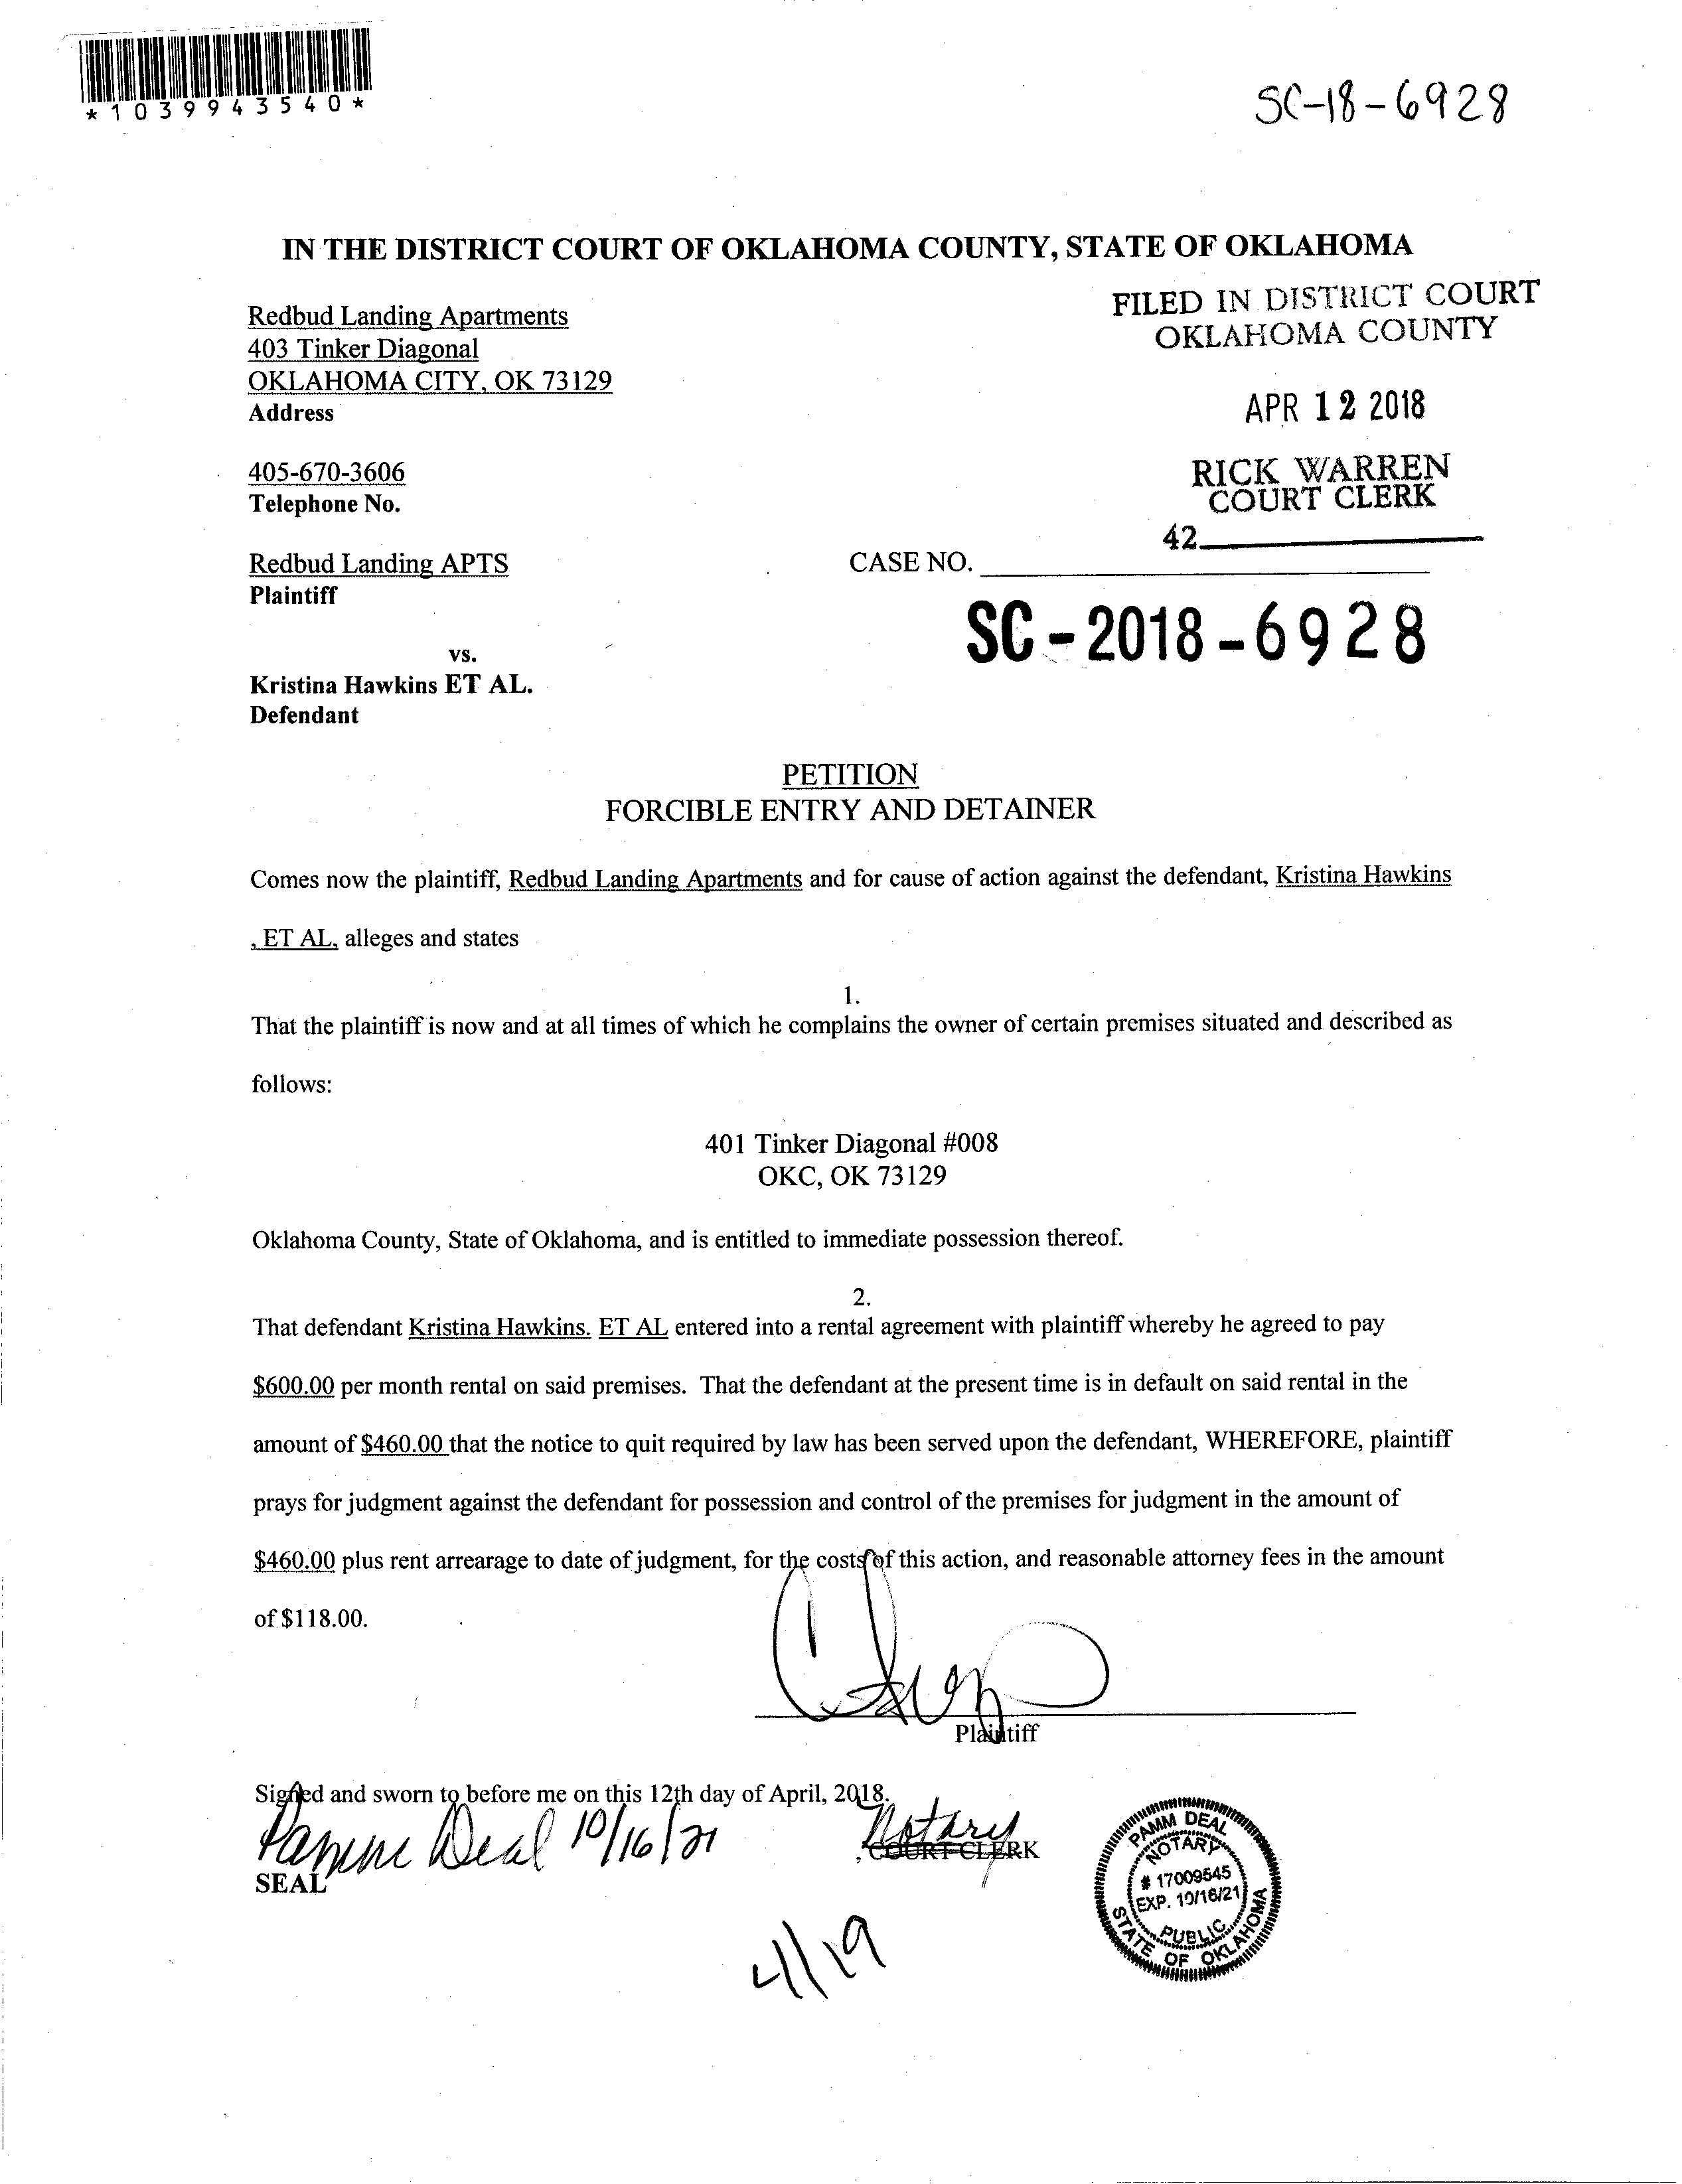 *1039943540*
SC-18-6928
IN THE DISTRICT COURT OF OKLAHOMA COUNTY, STATE OF OKLAHOMA
FILED IN DISTRICT COURT
OKLAHOMA COUNTY
Redbud Landing Apartments
403 Tinker Diagonal
OKLAHOMA CITY, OK 73129
Address
APR 12 2018
405-670-3606
Telephone No.
RICK WARREN
COURT CLERK
42
Redbud Landing APTS
Plaintiff
CASE NO.
SC-2018-6928
vs.
Kristina Hawkins ET AL.
Defendant
PETITION
FORCIBLE ENTRY AND DETAINER
Comes now the plaintiff, Redbud Landing Apartments and for cause of action against the defendant, Kristina Hawkins
, ET AL, alleges and states
1.
That the plaintiff is now and at all times of which he complains the owner of certain premises situated and described as
follows:
401 Tinker Diagonal #008
OKC, OK 73129
Oklahoma County, State of Oklahoma, and is entitled to immediate possession thereof.
2.
That defendant Kristina Hawkins. ET AL entered into a rental agreement with plaintiff whereby he agreed to pay
$600.00 per month rental on said premises. That the defendant at the present time is in default on said rental in the
amount of $460.00 that the notice to quit required by law has been served upon the defendant, WHEREFORE, plaintiff
prays for judgment against the defendant for possession and control of the premises for judgment in the amount of
$460.00 plus rent arrearage to date of judgment, for the costs of this action, and reasonable attorney fees in the amount
of $118.00.
Plaintiff
Signed and sworn to before me on this 12th day of April, 2018.
Pamm Deal 10/16/21
Notary
, COURT CLERK
SEAL
PAMM DEAL
NOTARY
# 17009545
EXP. 10/16/21
PUBLIC
STATE OF OKLAHOMA
4/19